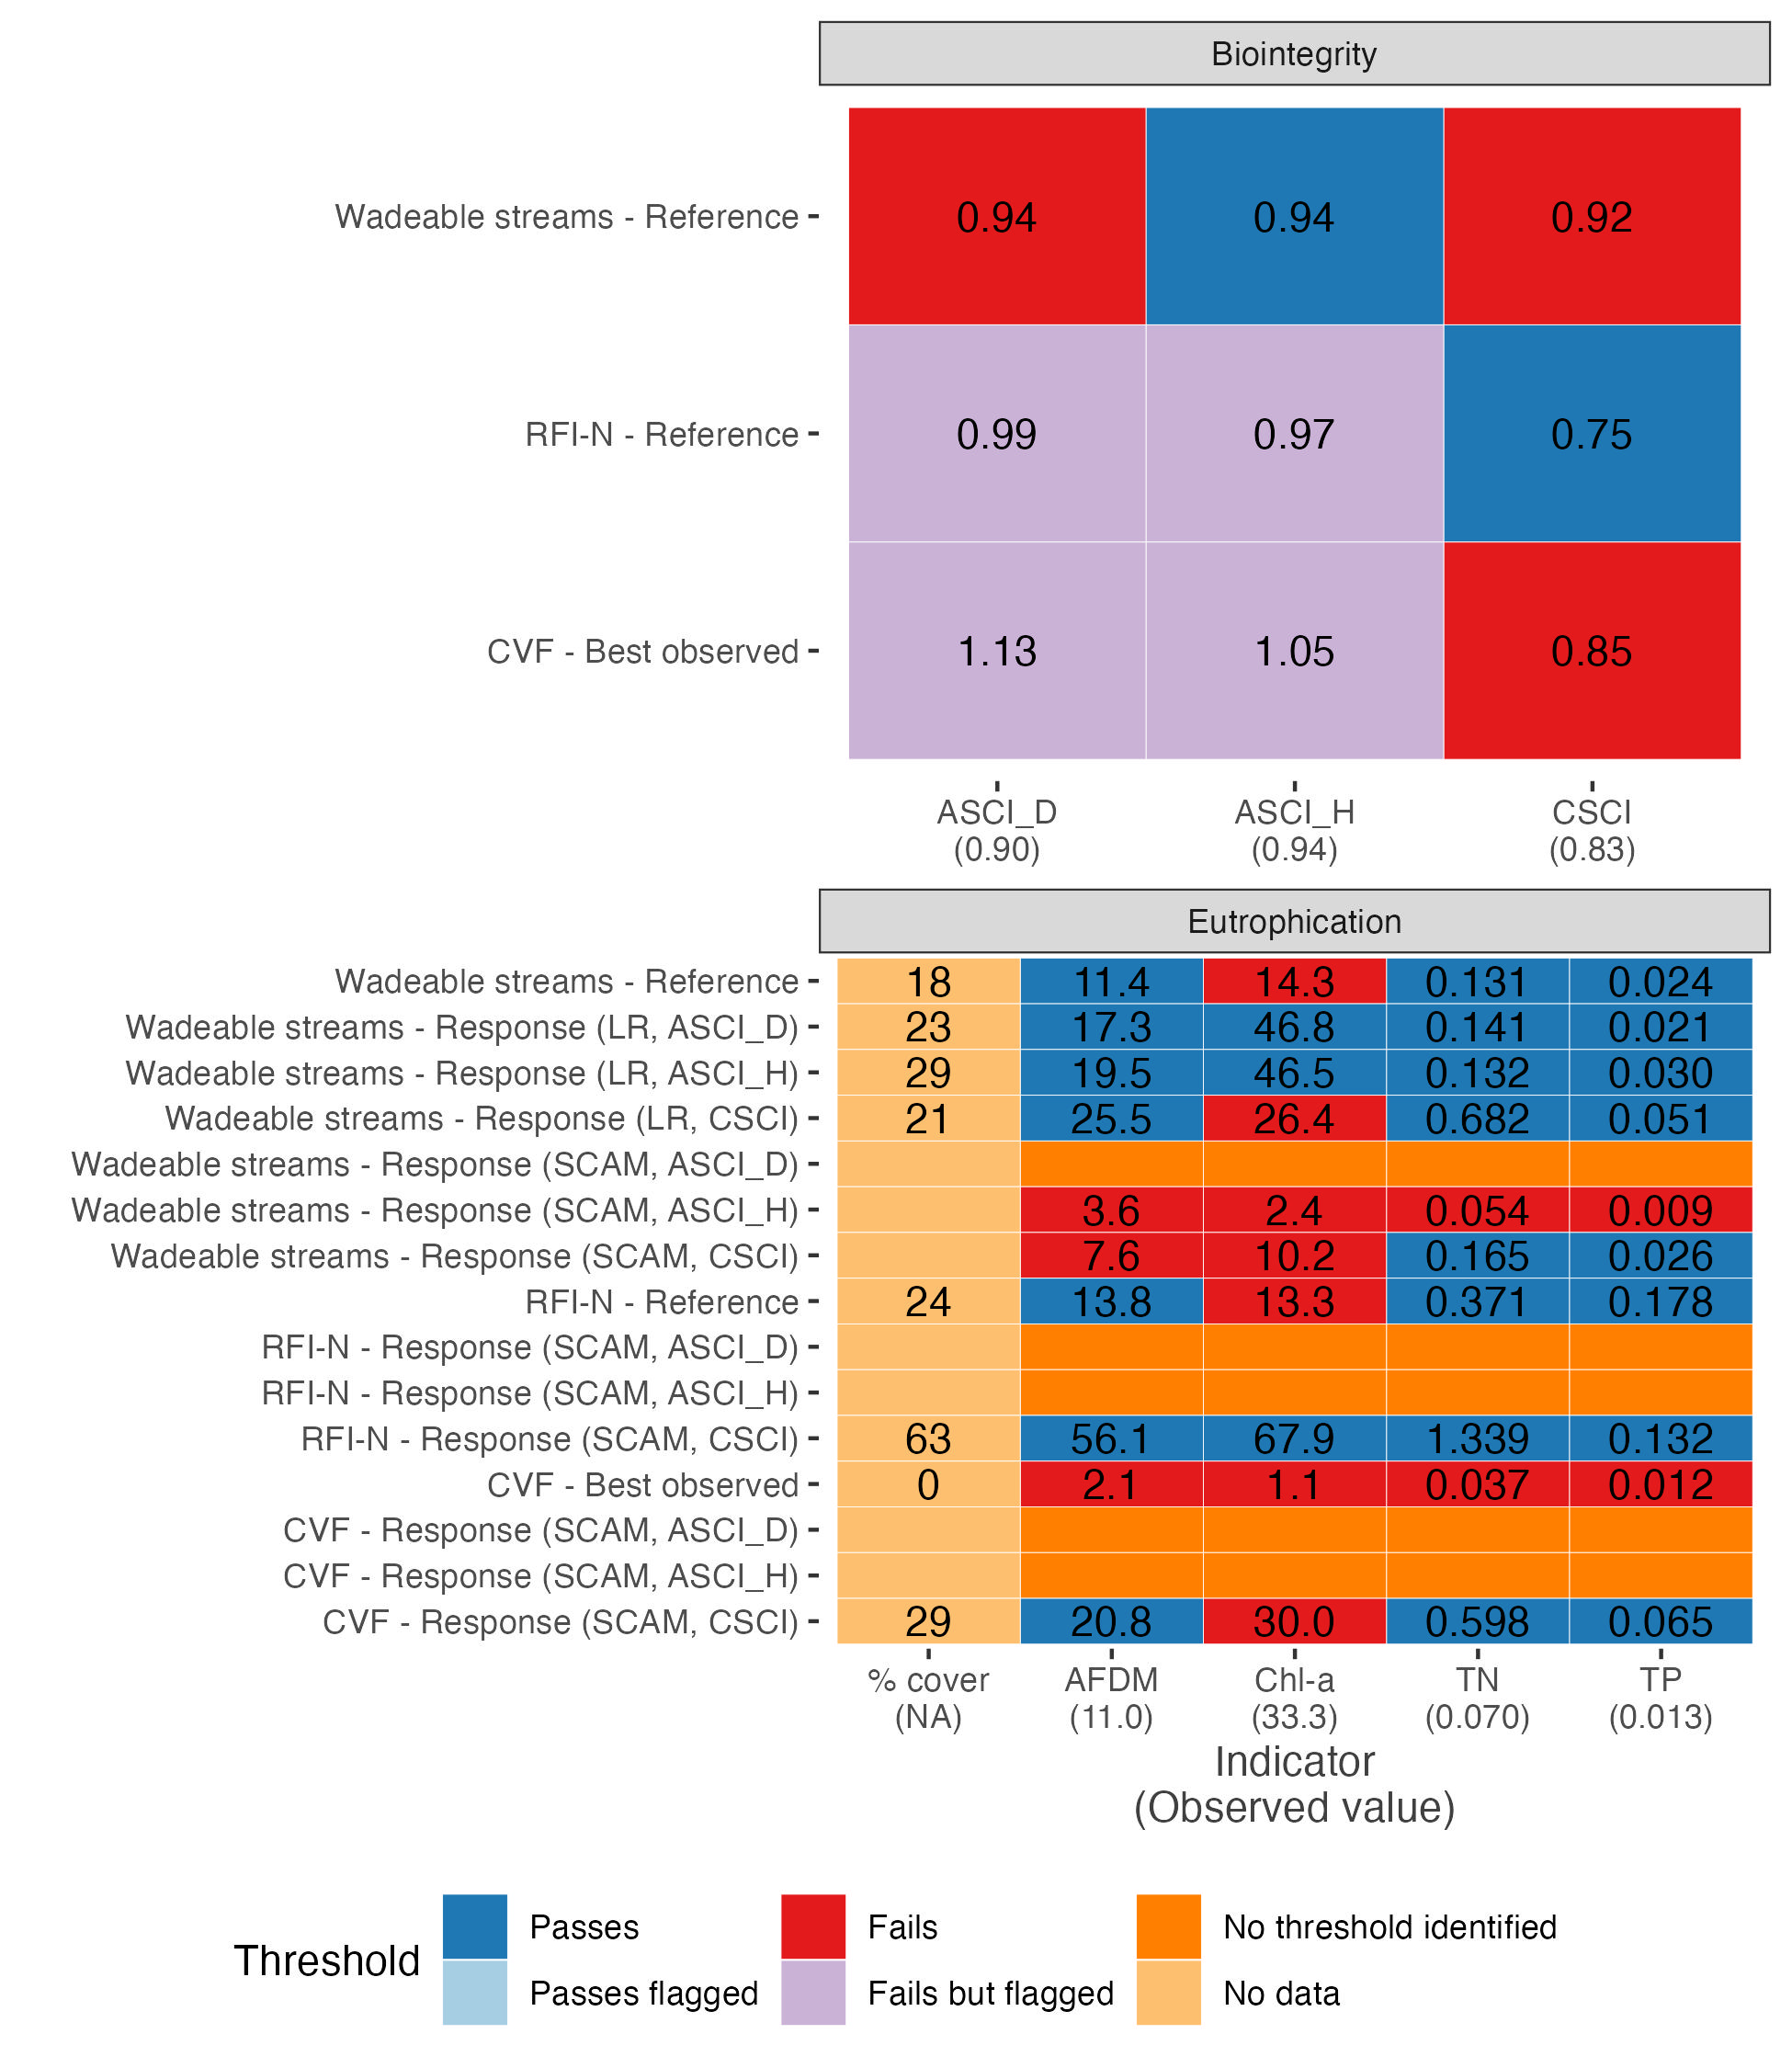 Biointegrity
Wadeable streams - Reference 0.94 0.94 0.92
RFI-N - Reference 0.99 0.97 0.75
CVF - Best observed 1.13 1.05 0.85
ASCI_D ASCI_H CSCI
(0.90) (0.94) (0.83)
Eutrophication
Wadeable streams - Reference 18 11.4 14.3 0.131 0.024
Wadeable streams - Response (LR, ASCI_D) 23 17.3 46.8 0.141 0.021
Wadeable streams - Response (LR, ASCI_H) 29 19.5 46.5 0.132 0.030
Wadeable streams - Response (LR, CSCI) 21 25.5 26.4 0.682 0.051
Wadeable streams - Response (SCAM, ASCI_D)
Wadeable streams - Response (SCAM, ASCI_H) 3.6 2.4 0.054 0.009
Wadeable streams - Response (SCAM, CSCI) 7.6 10.2 0.165 0.026
RFI-N - Reference 24 13.8 13.3 0.371 0.178
RFI-N - Response (SCAM, ASCI_D)
RFI-N - Response (SCAM, ASCI_H)
RFI-N - Response (SCAM, CSCI) 63 56.1 67.9 1.339 0.132
CVF - Best observed 0 2.1 1.1 0.037 0.012
CVF - Response (SCAM, ASCI_D)
CVF - Response (SCAM, ASCI_H)
CVF - Response (SCAM, CSCI) 29 20.8 30.0 0.598 0.065
% cover AFDM Chl-a TN TP
(NA) (11.0) (33.3) (0.070) (0.013)
Indicator
(Observed value)
Threshold
Passes Fails No threshold identified
Passes flagged Fails but flagged No data